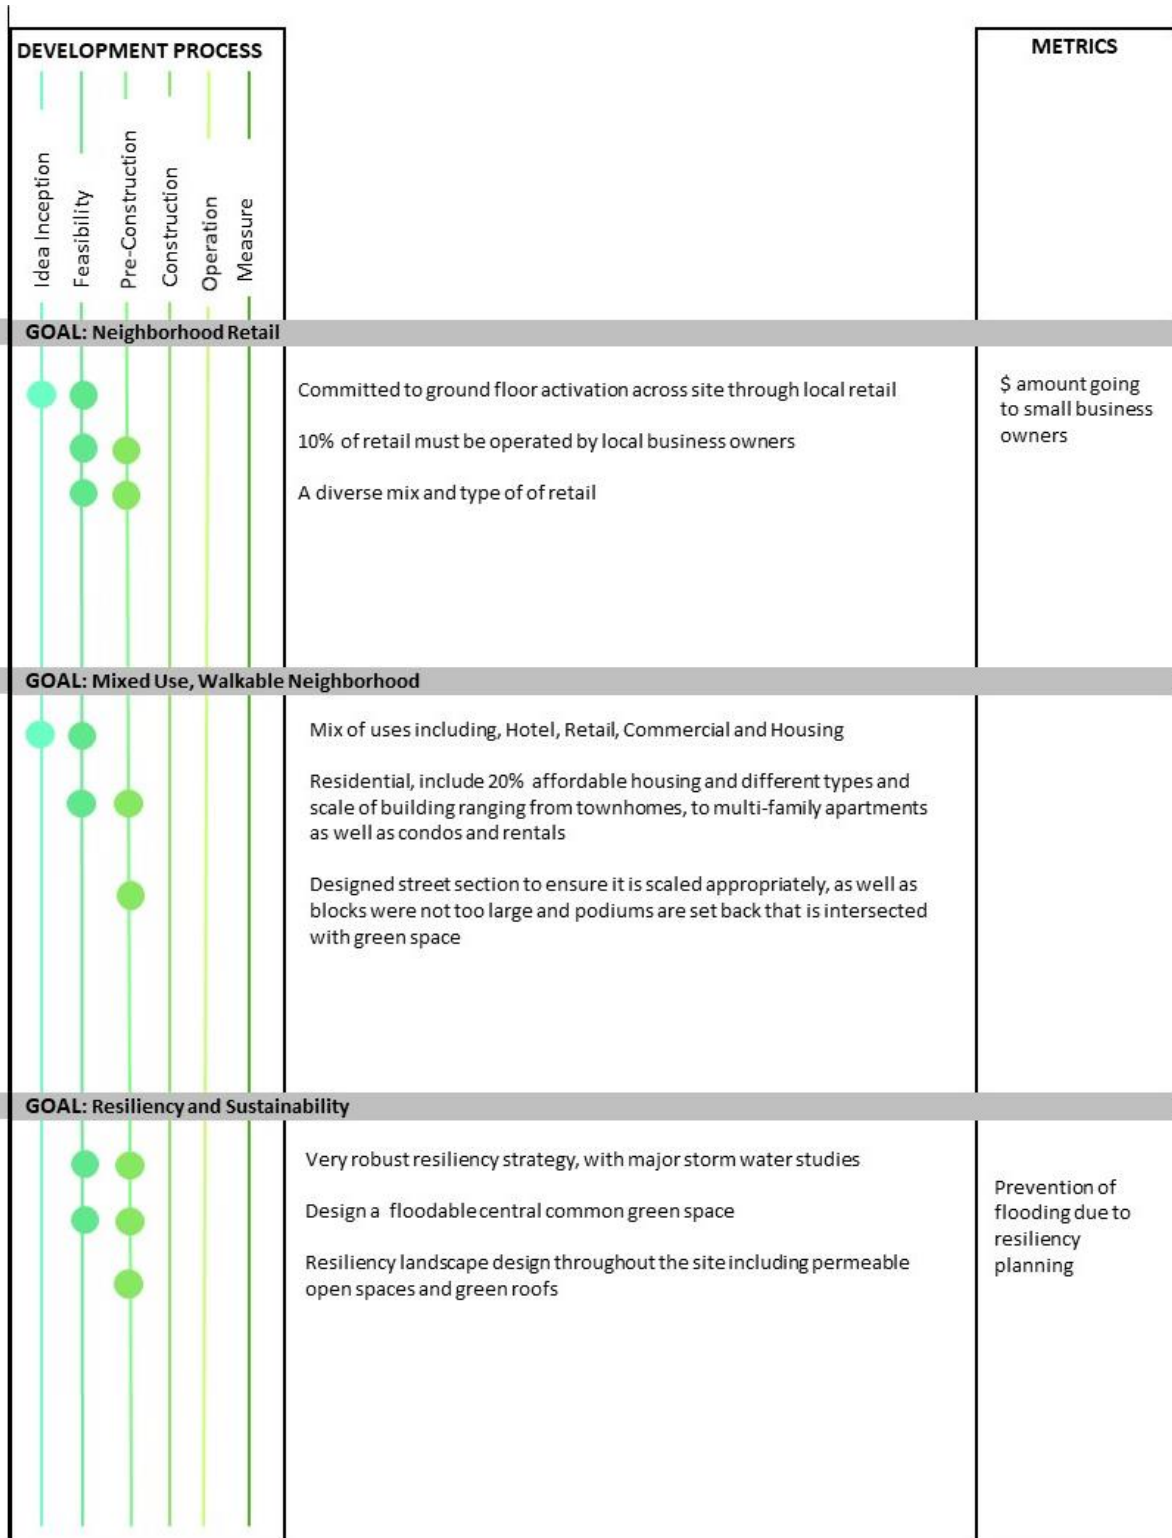 DEVELOPMENT PROCESS
METRICS
Idea Inception
Feasibility
Pre-Construction
Construction
Operation
Measure
GOAL: Neighborhood Retail
Committed to ground floor activation across site through local retail
10% of retail must be operated by local business owners
A diverse mix and type of of retail
$ amount going
to small business
owners
GOAL: Mixed Use, Walkable Neighborhood
Mix of uses including, Hotel, Retail, Commercial and Housing
Residential, include 20% affordable housing and different types and
scale of building ranging from townhomes, to multi-family apartments
as well as condos and rentals
Designed street section to ensure it is scaled appropriately, as well as
blocks were not too large and podiums are set back that is intersected
with green space
GOAL: Resiliency and Sustainability
Very robust resiliency strategy, with major storm water studies
Design a floodable central common green space
Resiliency landscape design throughout the site including permeable
open spaces and green roofs
Prevention of
flooding due to
resiliency
planning